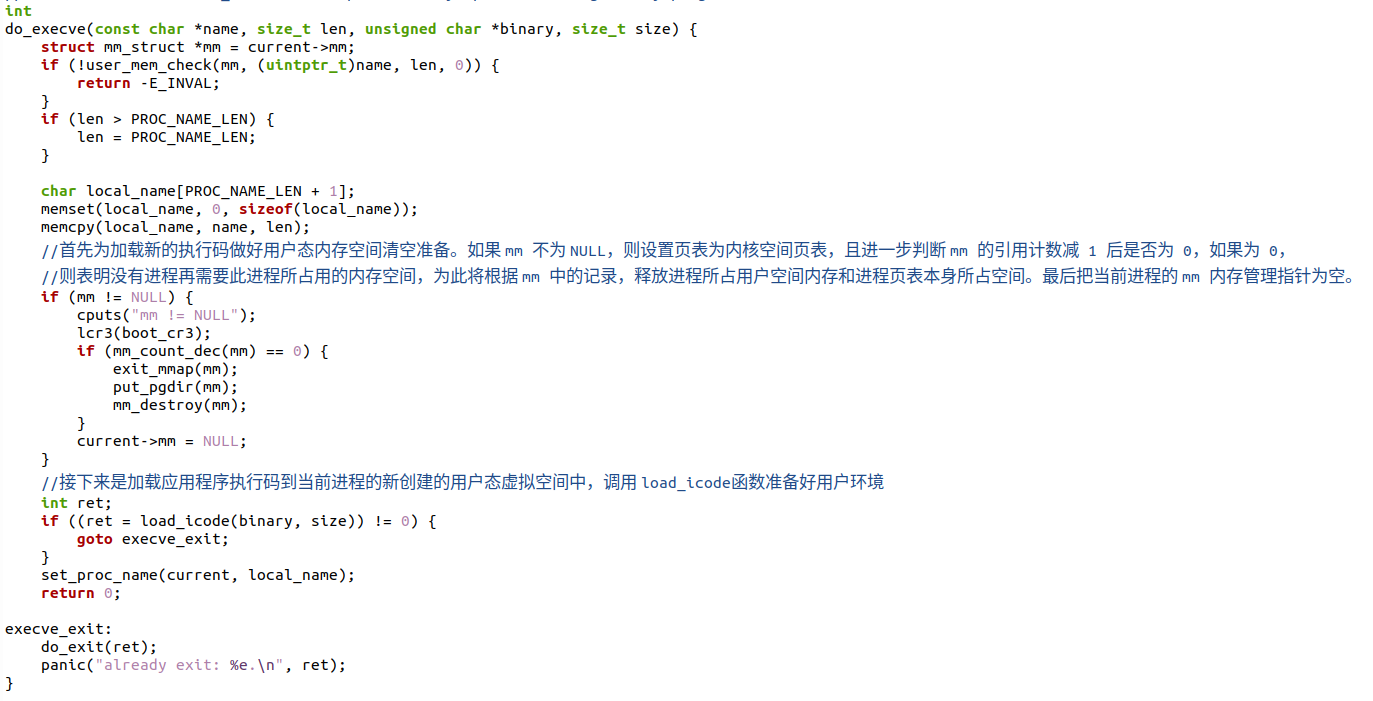 int
do_execve(const char *name, size_t len, unsigned char *binary, size_t size) {
    struct mm_struct *mm = current->mm;
    if (!user_mem_check(mm, (uintptr_t)name, len, 0)) {
        return -E_INVAL;
    }
    if (len > PROC_NAME_LEN) {
        len = PROC_NAME_LEN;
    }

    char local_name[PROC_NAME_LEN + 1];
    memset(local_name, 0, sizeof(local_name));
    memcpy(local_name, name, len);
    //首先为加载新的执行码做好用户态内存空间清空准备。如果mm 不为NULL，则设置页表为内核空间页表，且进一步判断mm 的引用计数减 1 后是否为 0，如果为 0，
    //则表明没有进程再需要此进程所占用的内存空间，为此将根据mm 中的记录，释放进程所占用户空间内存和进程页表本身所占空间。最后把当前进程的mm 内存管理指针为空。
    if (mm != NULL) {
        cputs("mm != NULL");
        lcr3(boot_cr3);
        if (mm_count_dec(mm) == 0) {
            exit_mmap(mm);
            put_pgdir(mm);
            mm_destroy(mm);
        }
        current->mm = NULL;
    }
    //接下来是加载应用程序执行码到当前进程的新创建的用户态虚拟空间中，调用load_icode函数准备好用户环境
    int ret;
    if ((ret = load_icode(binary, size)) != 0) {
        goto execve_exit;
    }
    set_proc_name(current, local_name);
    return 0;

execve_exit:
    do_exit(ret);
    panic("already exit: %e.\n", ret);
}